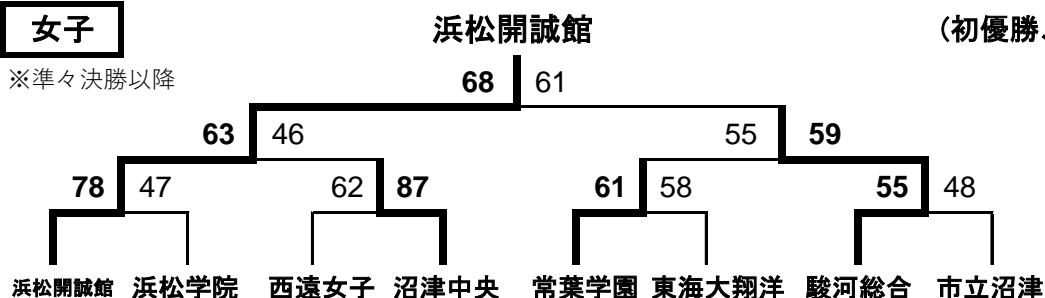 女子 浜松開誠館 (初優勝、
※準々決勝以降
68 61
63 46 55 59
78 47 62 87 61 58 55 48
浜松開誠館 浜松学院 西遠女子 沼津中央 常葉学園 東海大翔洋 駿河総合 市立沼津